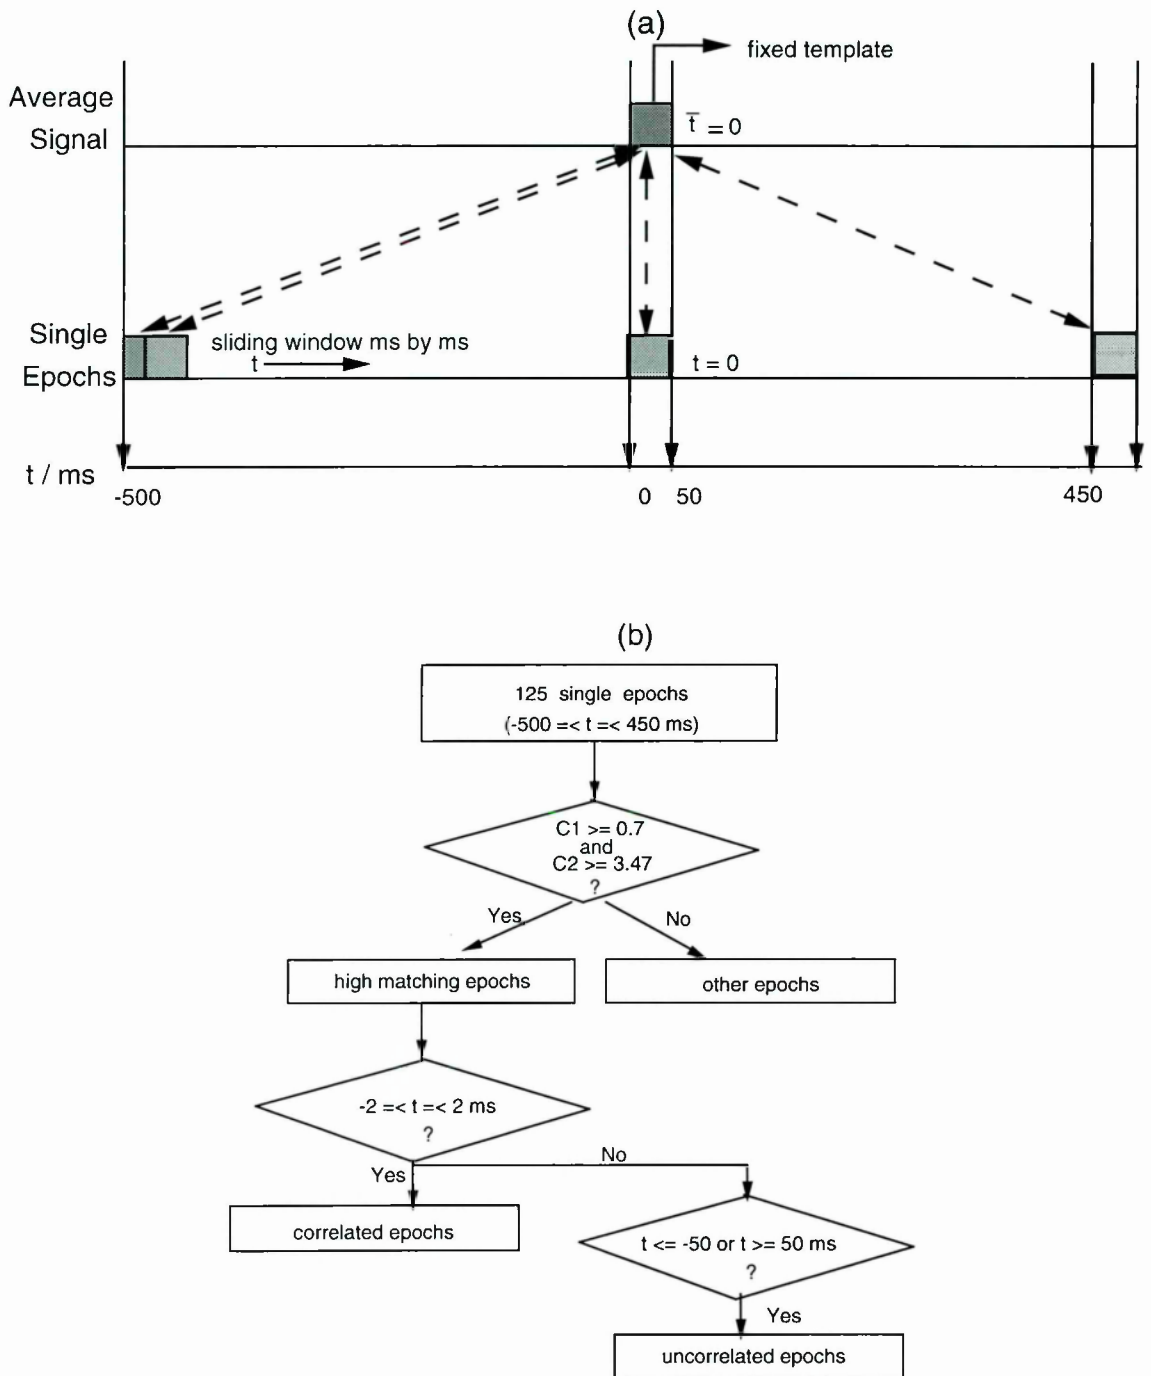 (a)
fixed template
Average
Signal
t̅ = 0
Single
Epochs
sliding window ms by ms
t
t = 0
t / ms
-500
0
50
450
(b)
125 single epochs
(-500 =< t =< 450 ms)
C1 >= 0.7
and
C2 >= 3.47
?
Yes
No
high matching epochs
other epochs
-2 =< t =< 2 ms
?
Yes
No
correlated epochs
t <= -50 or t >= 50 ms
?
Yes
uncorrelated epochs